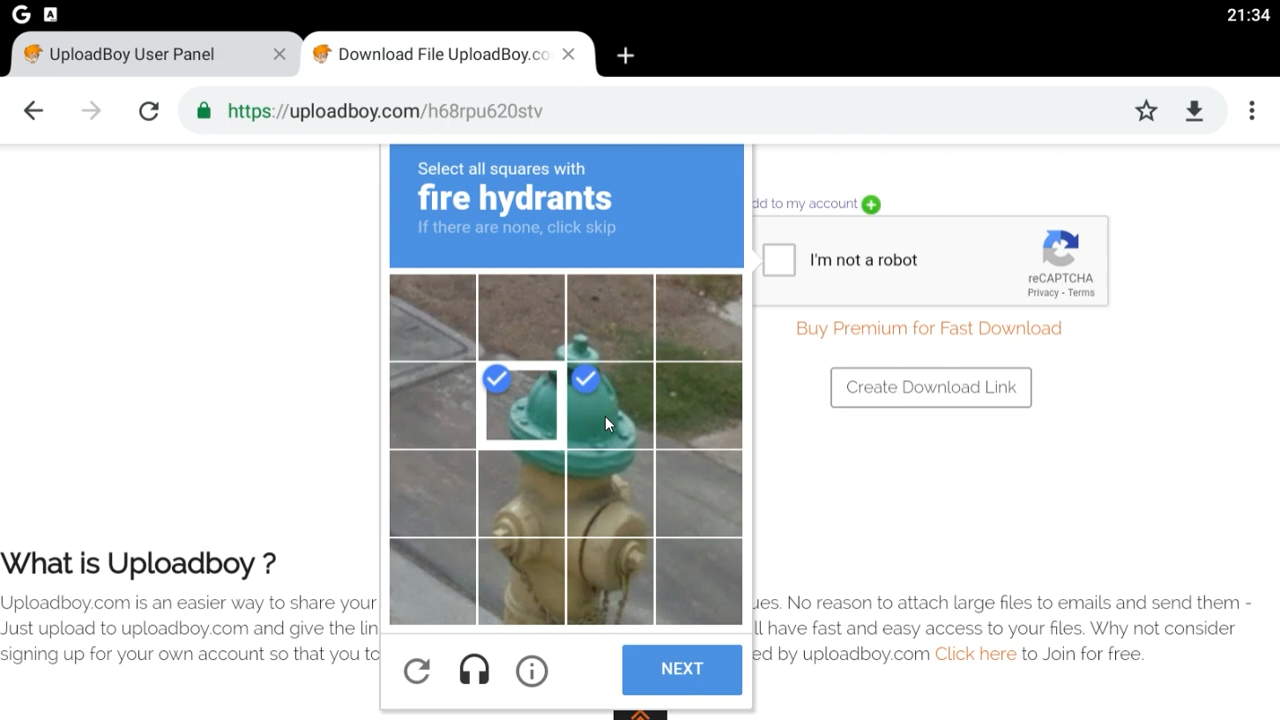 21:34
UploadBoy User Panel
Download File UploadBoy.co
https://uploadboy.com/h68rpu620stv
Select all squares with
fire hydrants
If there are none, click skip
dd to my account
I'm not a robot
reCAPTCHA
Privacy - Terms
Buy Premium for Fast Download
Create Download Link
What is Uploadboy ?
Uploadboy.com is an easier way to share your ues. No reason to attach large files to emails and send them -
Just upload to uploadboy.com and give the lin ll have fast and easy access to your files. Why not consider
signing up for your own account so that you to ed by uploadboy.com Click here to Join for free.
NEXT